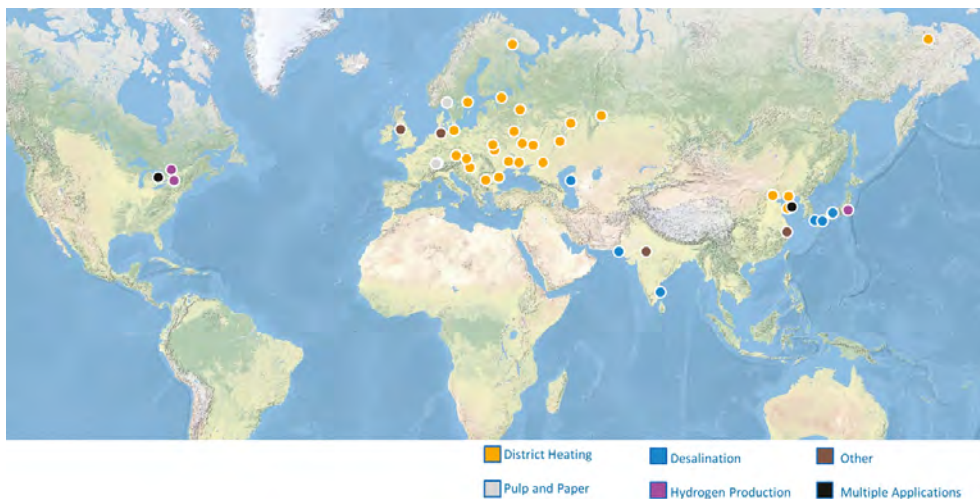 District Heating
Desalination
Other
Pulp and Paper
Hydrogen Production
Multiple Applications